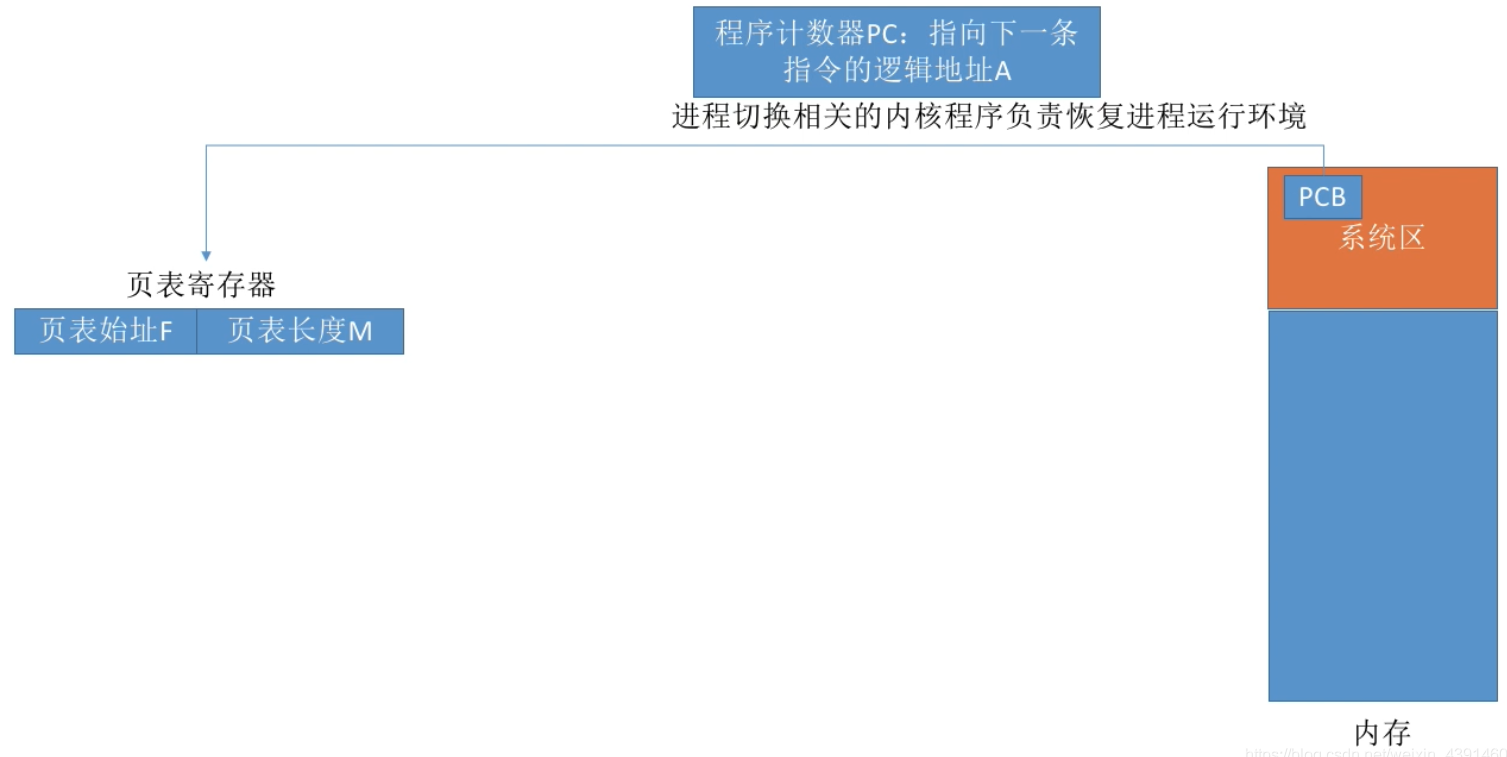 程序计数器PC：指向下一条
指令的逻辑地址A
进程切换相关的内核程序负责恢复进程运行环境
PCB
系统区
页表寄存器
页表始址F 页表长度M
内存
https://blog.csdn.net/weixin_4391460